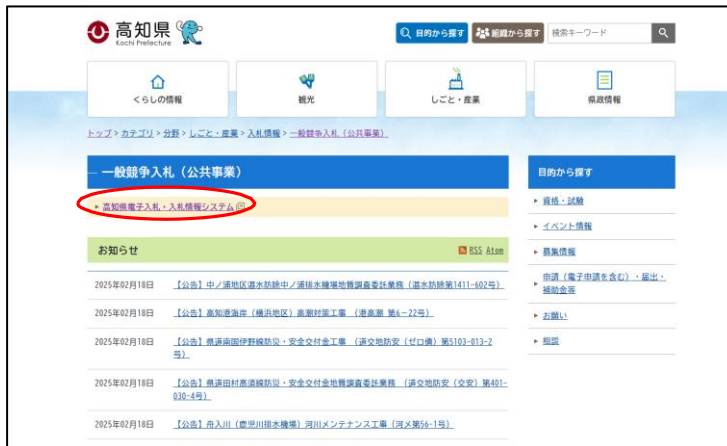 高知県
Kochi Prefecture
目的から探す
組織から探す
検索キーワード
くらしの情報
観光
しごと・産業
県政情報
トップ > カテゴリ > 分野 > しごと・産業 > 入札情報 > 一般競争入札（公共事業）
一般競争入札（公共事業）
高知県電子入札・入札情報システム
お知らせ
RSS Atom
2025年02月18日 【公告】中ノ浦地区湛水防除中ノ浦排水機場地質調査委託業務（湛水防除第1411-602号）
2025年02月18日 【公告】高知港海岸（横浜地区）高潮対策工事 （港高潮 第6－22号）
2025年02月18日 【公告】県道南国伊野線防災・安全交付金工事 （道交地防安（ゼロ債）第5103-013-2
号）
2025年02月18日 【公告】県道田村高須線防災・安全交付金地質調査委託業務 （道交地防安（交安）第401-
030-4号）
2025年02月18日 【公告】舟入川（鹿児川排水機場）河川メンテナンス工事（河メ第56-1号）
目的から探す
資格・試験
イベント情報
募集情報
申請（電子申請を含む）・届出・
補助金等
お願い
相談